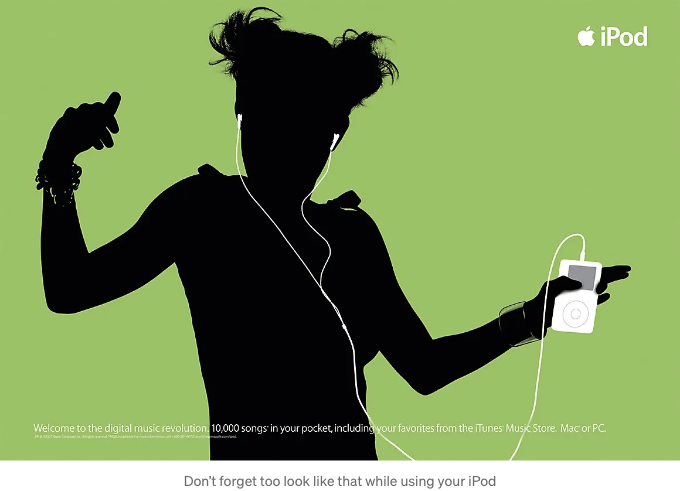 iPod
Welcome to the digital music revolution. 10,000 songs in your pocket, including your favorites from the iTunes Music Store. Mac or PC.
Don't forget too look like that while using your iPod